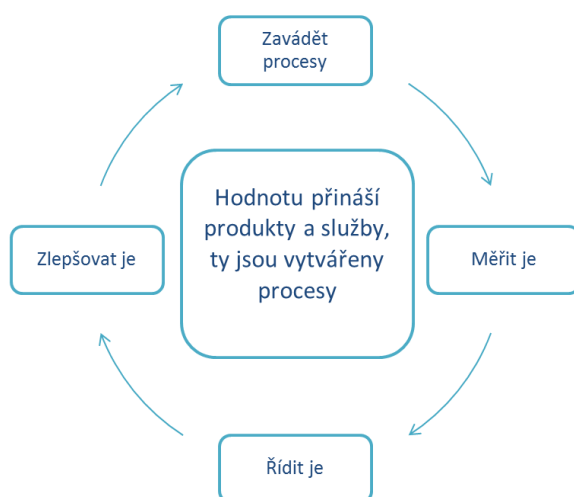 Zavádět
procesy
Hodnotu přináší
produkty a služby,
ty jsou vytvářeny
procesy
Zlepšovat je
Měřit je
Řídit je